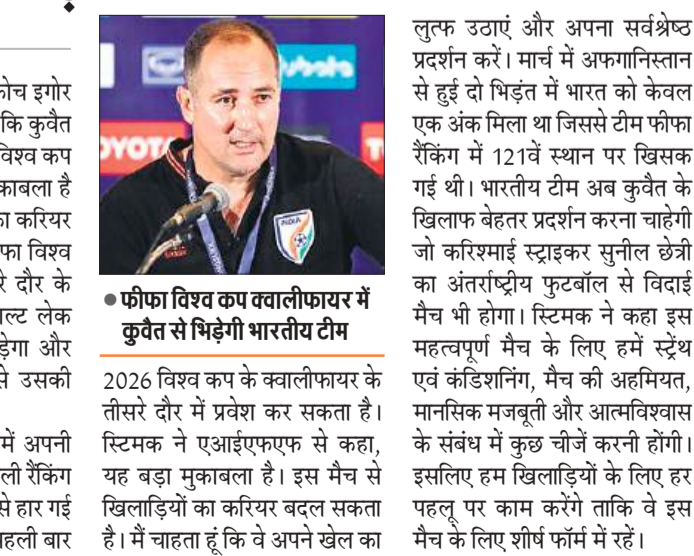 ोच इगोर
कि कुवैत
विश्व कप
काबला है
का करियर
फा विश्व
रे दौर के
ाल्ट लेक
ड़ेगा और
से उसकी
में अपनी
ली रैंकिंग
से हार गई
हली बार
TOYOTA
Kubota
INDIA
● फीफा विश्व कप क्वालीफायर में
कुवैत से भिड़ेगी भारतीय टीम
2026 विश्व कप के क्वालीफायर के
तीसरे दौर में प्रवेश कर सकता है।
स्टिमक ने एआईएफएफ से कहा,
यह बड़ा मुकाबला है। इस मैच से
खिलाड़ियों का करियर बदल सकता
है। मैं चाहता हूं कि वे अपने खेल का
लुत्फ उठाएं और अपना सर्वश्रेष्ठ
प्रदर्शन करें। मार्च में अफगानिस्तान
से हुई दो भिड़ंत में भारत को केवल
एक अंक मिला था जिससे टीम फीफा
रैंकिंग में 121वें स्थान पर खिसक
गई थी। भारतीय टीम अब कुवैत के
खिलाफ बेहतर प्रदर्शन करना चाहेगी
जो करिश्माई स्ट्राइकर सुनील छेत्री
का अंतर्राष्ट्रीय फुटबॉल से विदाई
मैच भी होगा। स्टिमक ने कहा इस
महत्वपूर्ण मैच के लिए हमें स्ट्रेंथ
एवं कंडिशनिंग, मैच की अहमियत,
मानसिक मजबूती और आत्मविश्वास
के संबंध में कुछ चीजें करनी होंगी।
इसलिए हम खिलाड़ियों के लिए हर
पहलू पर काम करेंगे ताकि वे इस
मैच के लिए शीर्ष फॉर्म में रहें।